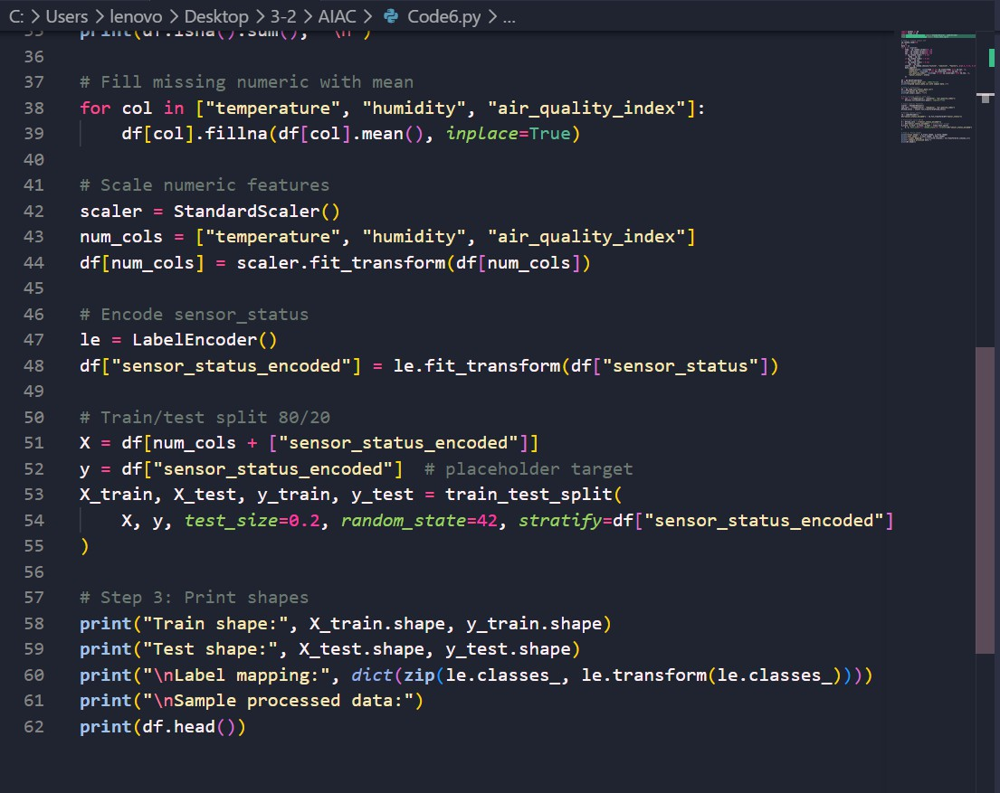 C: > Users > lenovo > Desktop > 3-2 > AIAC > Code6.py > ...
35 print(df.isna().sum(), "\n")
36
37 # Fill missing numeric with mean
38 for col in ["temperature", "humidity", "air_quality_index"]:
39     df[col].fillna(df[col].mean(), inplace=True)
40
41 # Scale numeric features
42 scaler = StandardScaler()
43 num_cols = ["temperature", "humidity", "air_quality_index"]
44 df[num_cols] = scaler.fit_transform(df[num_cols])
45
46 # Encode sensor_status
47 le = LabelEncoder()
48 df["sensor_status_encoded"] = le.fit_transform(df["sensor_status"])
49
50 # Train/test split 80/20
51 X = df[num_cols + ["sensor_status_encoded"]]
52 y = df["sensor_status_encoded"]  # placeholder target
53 X_train, X_test, y_train, y_test = train_test_split(
54     X, y, test_size=0.2, random_state=42, stratify=df["sensor_status_encoded"]
55 )
56
57 # Step 3: Print shapes
58 print("Train shape:", X_train.shape, y_train.shape)
59 print("Test shape:", X_test.shape, y_test.shape)
60 print("\nLabel mapping:", dict(zip(le.classes_, le.transform(le.classes_))))
61 print("\nSample processed data:")
62 print(df.head())